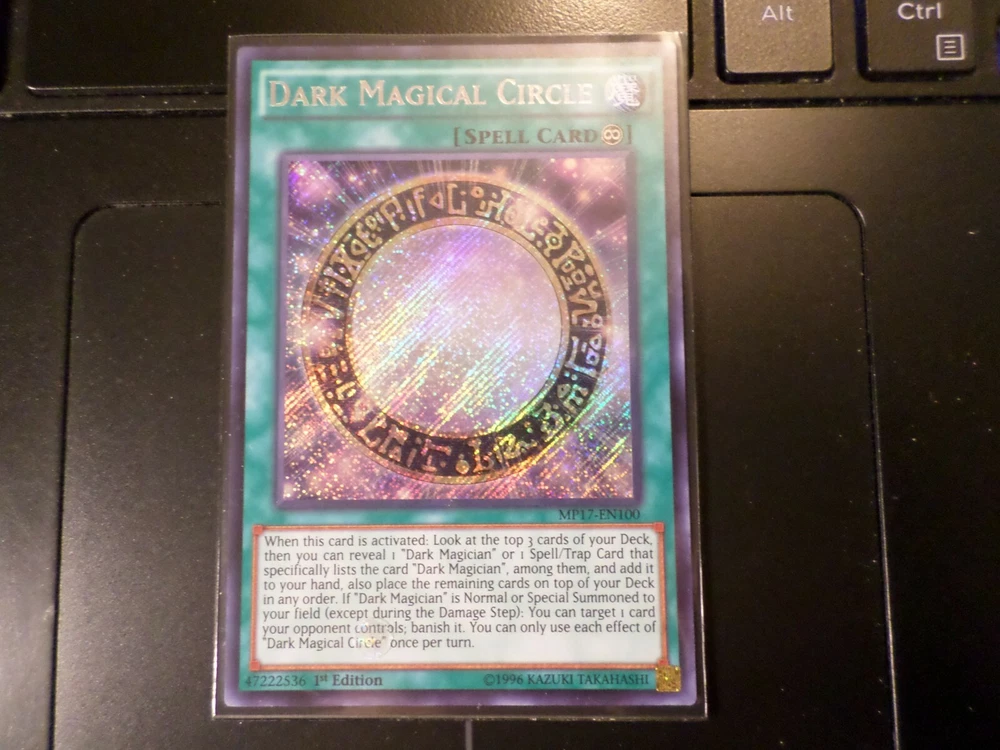 Alt
Ctrl
DARK MAGICAL CIRCLE 魔
[SPELL CARD]
MP17-EN100
When this card is activated: Look at the top 3 cards of your Deck,
then you can reveal 1 "Dark Magician" or 1 Spell/Trap Card that
specifically lists the card "Dark Magician", among them, and add it
to your hand, also place the remaining cards on top of your Deck
in any order. If "Dark Magician" is Normal or Special Summoned to
your field (except during the Damage Step): You can target 1 card
your opponent controls; banish it. You can only use each effect of
"Dark Magical Circle" once per turn.
47222536 1st Edition
©1996 KAZUKI TAKAHASHI